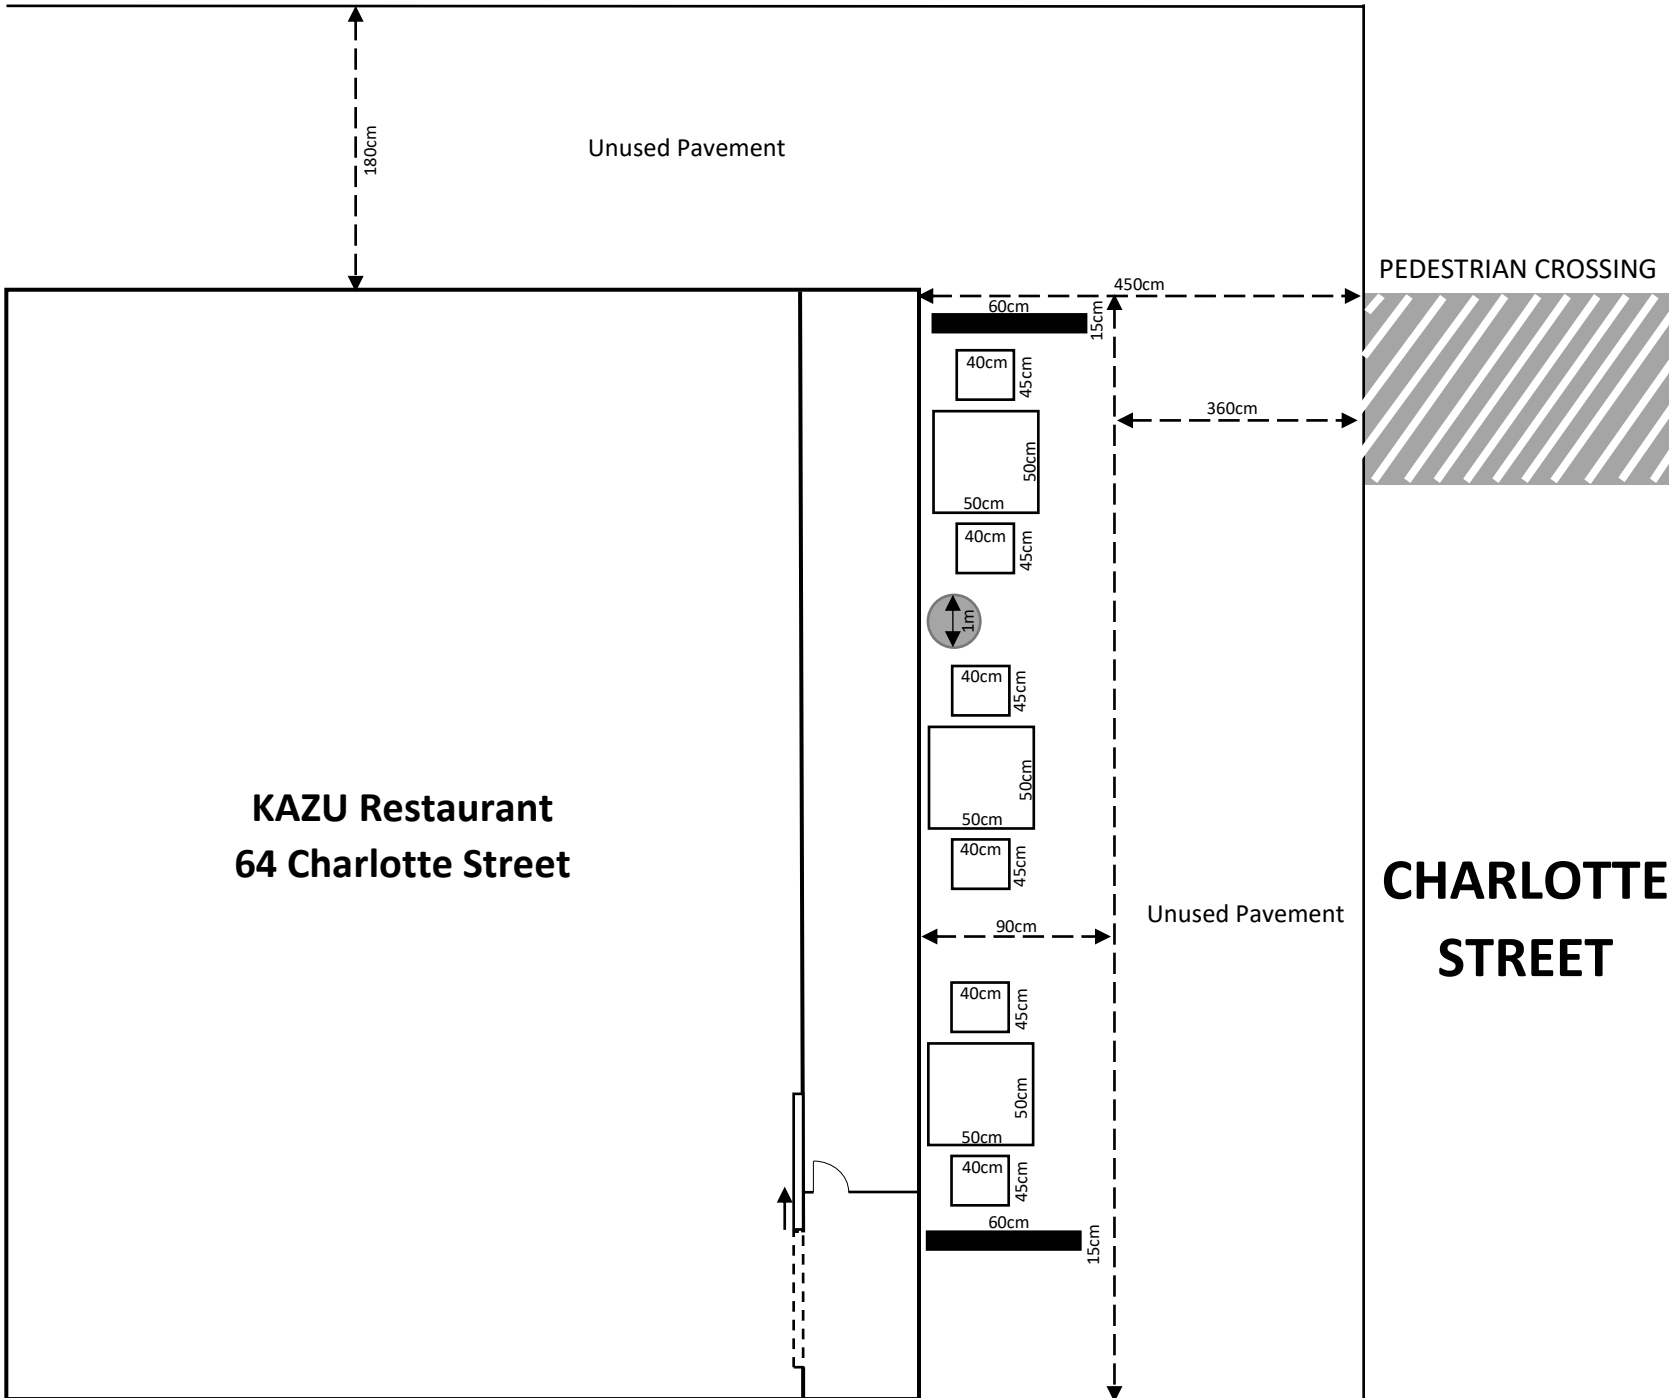 180cm
Unused Pavement
PEDESTRIAN CROSSING
450cm
60cm
15cm
40cm
45cm
360cm
50cm
50cm
40cm
45cm
1m
40cm
45cm
50cm
50cm
40cm
45cm
KAZU Restaurant
64 Charlotte Street
CHARLOTTE
STREET
Unused Pavement
90cm
40cm
45cm
50cm
50cm
40cm
45cm
60cm
15cm